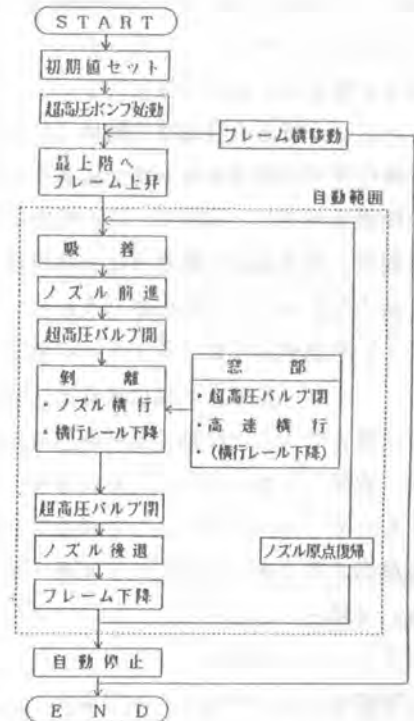 START
初期値セット
超高圧ポンプ始動
フレーム横移動
最上階へ
フレーム上昇
自動範囲
吸着
ノズル前進
超高圧バルブ開
剥離
・ノズル横行
・横行レール下降
窓部
・超高圧バルブ閉
・高速横行
・(横行レール下降)
超高圧バルブ閉
ノズル後退
ノズル原点復帰
フレーム下降
自動停止
END